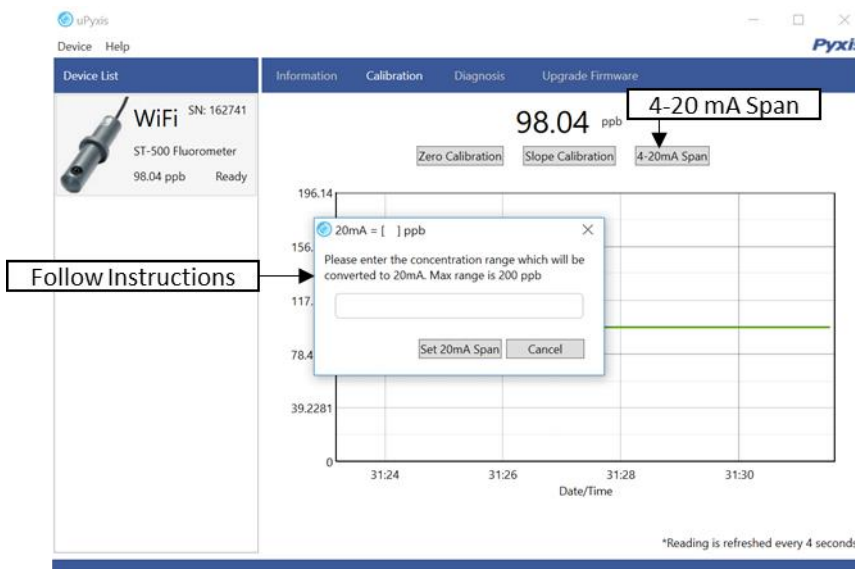 uPyxis
Device Help
Pyxis
Device List
Information Calibration Diagnosis Upgrade Firmware
WiFi SN: 162741
ST-500 Fluorometer
98.04 ppb Ready
98.04 ppb
4-20 mA Span
Zero Calibration Slope Calibration 4-20mA Span
196.14
20mA = [ ] ppb
156.
Please enter the concentration range which will be
converted to 20mA. Max range is 200 ppb
Follow Instructions
117.
Set 20mA Span Cancel
78.4
39.2281
0
31:24 31:26 31:28 31:30
Date/Time
*Reading is refreshed every 4 seconds